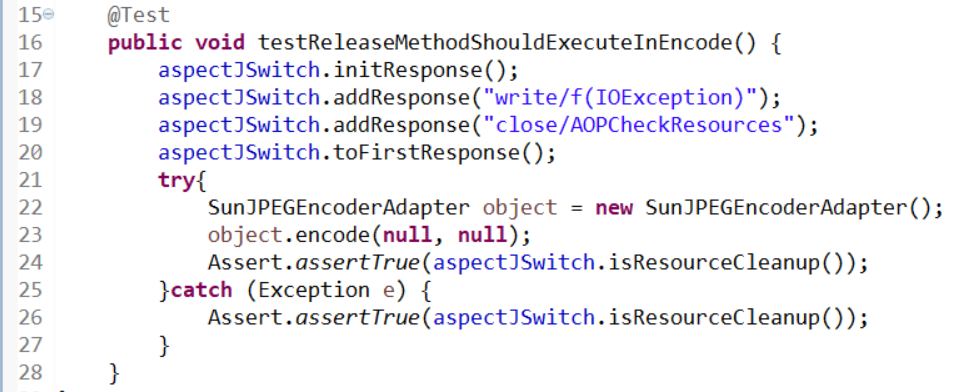 15 @Test
16 public void testReleaseMethodShouldExecuteInEncode() {
17 aspectJSwitch.initResponse();
18 aspectJSwitch.addResponse("write/f(IOException)");
19 aspectJSwitch.addResponse("close/AOPCheckResources");
20 aspectJSwitch.toFirstResponse();
21 try{
22 SunJPEGEncoderAdapter object = new SunJPEGEncoderAdapter();
23 object.encode(null, null);
24 Assert.assertTrue(aspectJSwitch.isResourceCleanup());
25 }catch (Exception e) {
26 Assert.assertTrue(aspectJSwitch.isResourceCleanup());
27 }
28 }